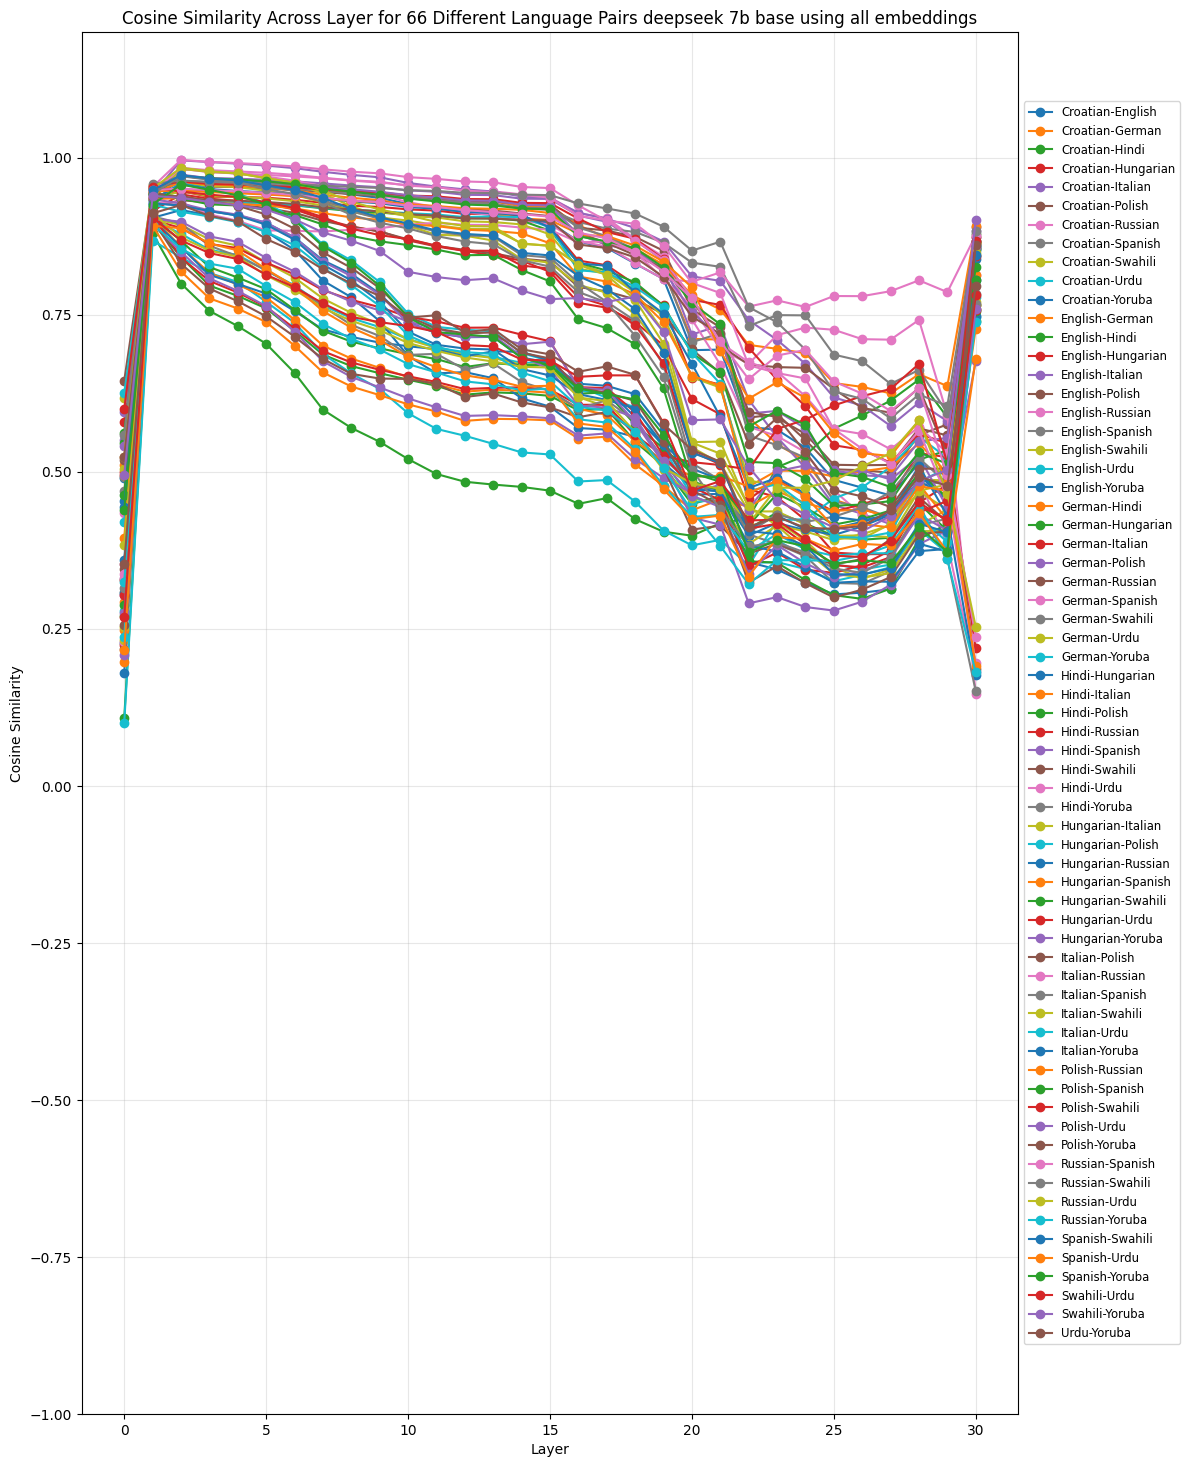 Cosine Similarity Across Layer for 66 Different Language Pairs deepseek 7b base using all embeddings
Cosine Similarity
1.00
0.75
0.50
0.25
0.00
−0.25
−0.50
−0.75
−1.00
0
5
10
15
20
25
30
Layer
Croatian-English
Croatian-German
Croatian-Hindi
Croatian-Hungarian
Croatian-Italian
Croatian-Polish
Croatian-Russian
Croatian-Spanish
Croatian-Swahili
Croatian-Urdu
Croatian-Yoruba
English-German
English-Hindi
English-Hungarian
English-Italian
English-Polish
English-Russian
English-Spanish
English-Swahili
English-Urdu
English-Yoruba
German-Hindi
German-Hungarian
German-Italian
German-Polish
German-Russian
German-Spanish
German-Swahili
German-Urdu
German-Yoruba
Hindi-Hungarian
Hindi-Italian
Hindi-Polish
Hindi-Russian
Hindi-Spanish
Hindi-Swahili
Hindi-Urdu
Hindi-Yoruba
Hungarian-Italian
Hungarian-Polish
Hungarian-Russian
Hungarian-Spanish
Hungarian-Swahili
Hungarian-Urdu
Hungarian-Yoruba
Italian-Polish
Italian-Russian
Italian-Spanish
Italian-Swahili
Italian-Urdu
Italian-Yoruba
Polish-Russian
Polish-Spanish
Polish-Swahili
Polish-Urdu
Polish-Yoruba
Russian-Spanish
Russian-Swahili
Russian-Urdu
Russian-Yoruba
Spanish-Swahili
Spanish-Urdu
Spanish-Yoruba
Swahili-Urdu
Swahili-Yoruba
Urdu-Yoruba